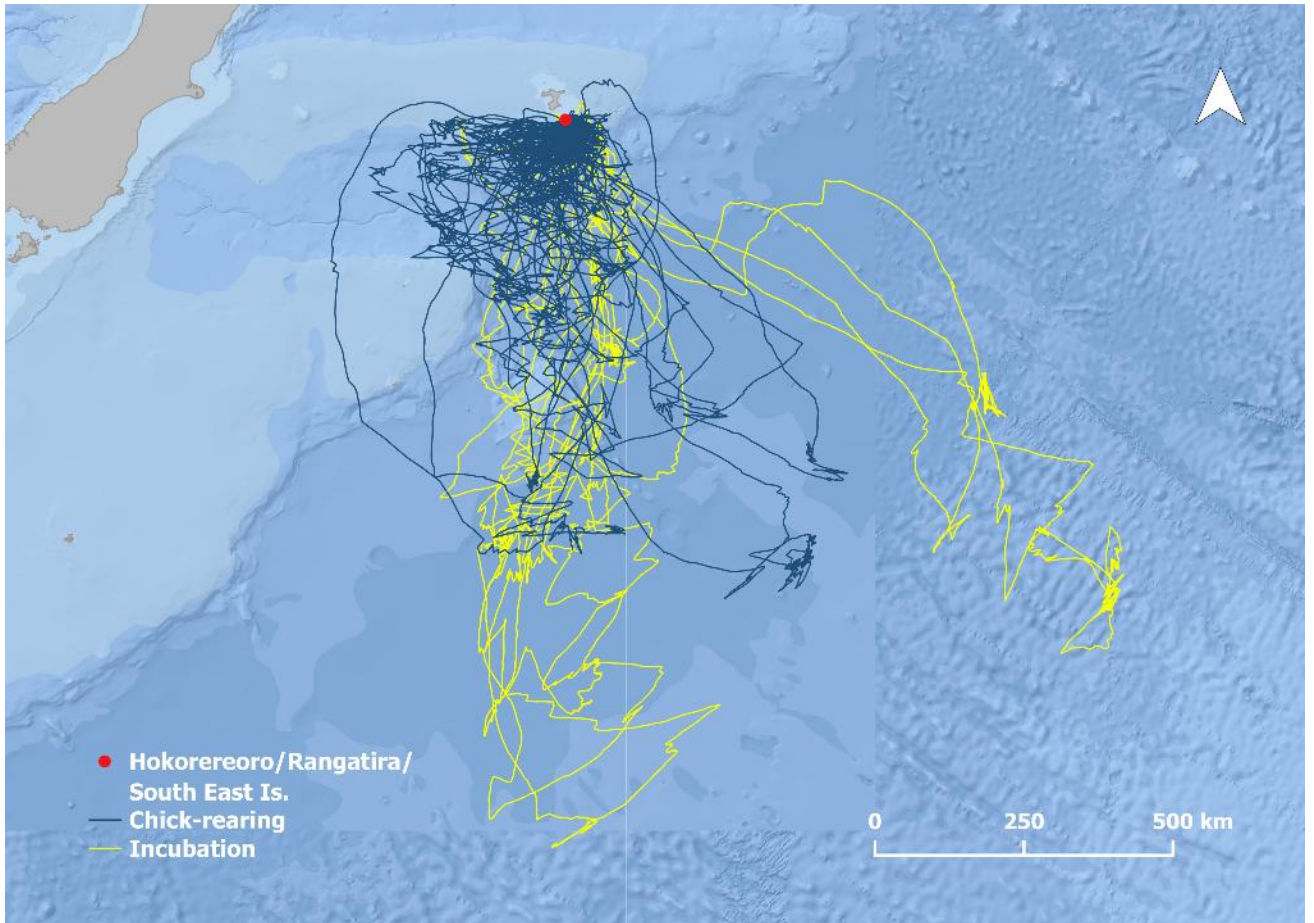 Hokorereoro/Rangatira/
South East Is.
Chick-rearing
Incubation
0 250 500 km